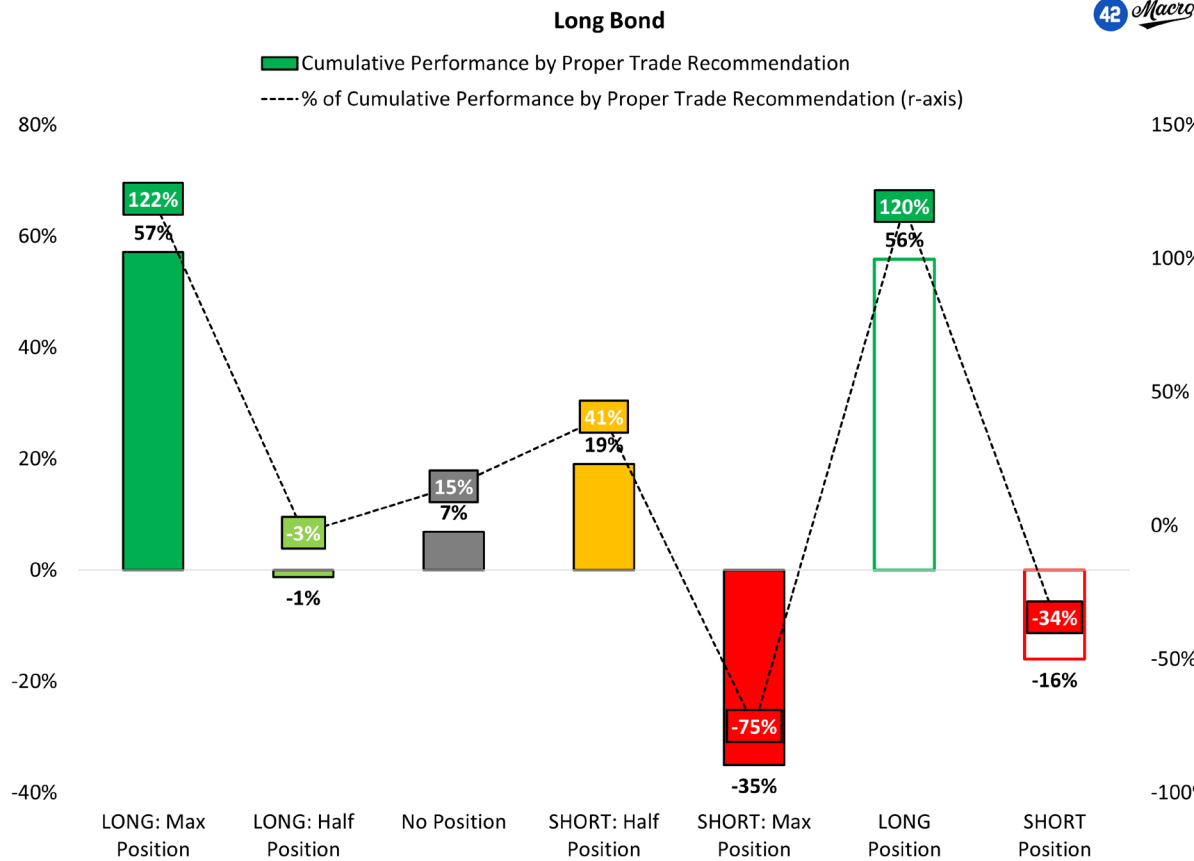 Long Bond
42 Macro
Cumulative Performance by Proper Trade Recommendation
% of Cumulative Performance by Proper Trade Recommendation (r-axis)
80%
60%
40%
20%
0%
-20%
-40%
150%
100%
50%
0%
-50%
-100%
122%
57%
-3%
-1%
15%
7%
41%
19%
-75%
-35%
120%
56%
-34%
-16%
LONG: Max
Position
LONG: Half
Position
No Position
SHORT: Half
Position
SHORT: Max
Position
LONG
Position
SHORT
Position